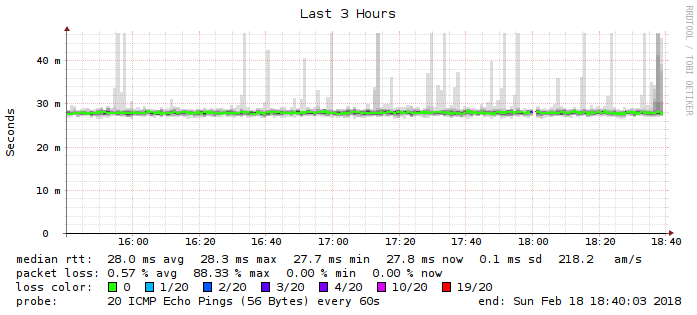 Last 3 Hours
RRDTOOL / TOBI OETIKER
Seconds
40 m
30 m
20 m
10 m
0
16:00 16:20 16:40 17:00 17:20 17:40 18:00 18:20 18:40
median rtt: 28.0 ms avg 28.3 ms max 27.7 ms min 27.8 ms now 0.1 ms sd 218.2 am/s
packet loss: 0.57 % avg 88.33 % max 0.00 % min 0.00 % now
loss color: 0 1/20 2/20 3/20 4/20 10/20 19/20
probe: 20 ICMP Echo Pings (56 Bytes) every 60s end: Sun Feb 18 18:40:03 2018